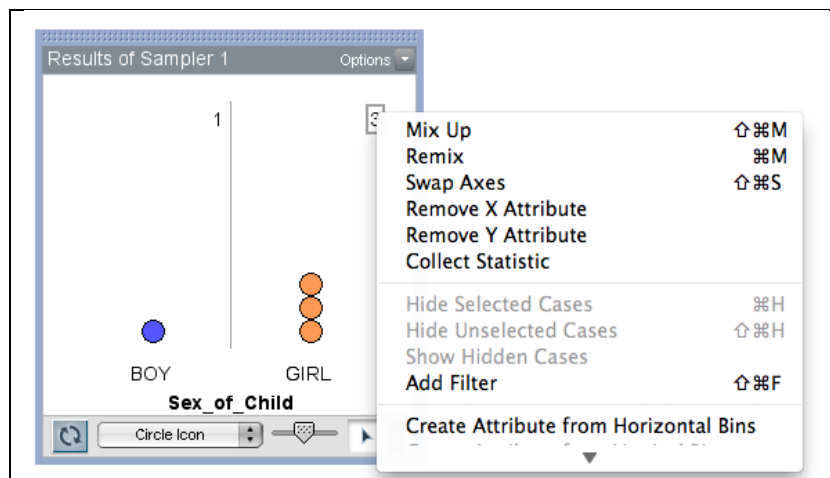 Results of Sampler 1 Options
1
3
BOY GIRL
Sex_of_Child
Circle Icon
Mix Up ⇧⌘M
Remix ⌘M
Swap Axes ⇧⌘S
Remove X Attribute
Remove Y Attribute
Collect Statistic
Hide Selected Cases ⌘H
Hide Unselected Cases ⇧⌘H
Show Hidden Cases
Add Filter ⇧⌘F
Create Attribute from Horizontal Bins